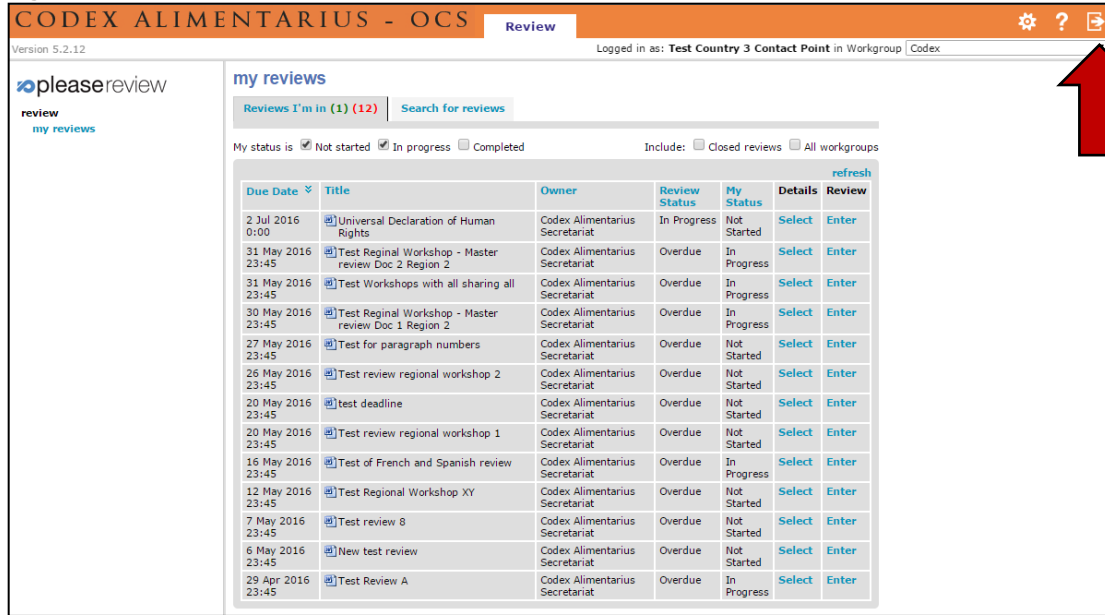 CODEX ALIMENTARIUS - OCS Review ?
Version 5.2.12 Logged in as: Test Country 3 Contact Point in Workgroup Codex
pleasereview
review
my reviews
my reviews
Reviews I'm in (1) (12) Search for reviews
My status is Not started In progress Completed Include: Closed reviews All workgroups
refresh
Due Date Title Owner Review My Details Review
Status Status
2 Jul 2016 Universal Declaration of Human Codex Alimentarius In Progress Not Select Enter
0:00 Rights Secretariat Started
31 May 2016 Test Reginal Workshop - Master Codex Alimentarius Overdue In Select Enter
23:45 review Doc 2 Region 2 Secretariat Progress
31 May 2016 Test Workshops with all sharing all Codex Alimentarius Overdue In Select Enter
23:45 Secretariat Progress
30 May 2016 Test Reginal Workshop - Master Codex Alimentarius Overdue In Select Enter
23:45 review Doc 1 Region 2 Secretariat Progress
27 May 2016 Test for paragraph numbers Codex Alimentarius Overdue Not Select Enter
23:45 Secretariat Started
26 May 2016 Test review regional workshop 2 Codex Alimentarius Overdue Not Select Enter
23:45 Secretariat Started
20 May 2016 test deadline Codex Alimentarius Overdue Not Select Enter
23:45 Secretariat Started
20 May 2016 Test review regional workshop 1 Codex Alimentarius Overdue Not Select Enter
23:45 Secretariat Started
16 May 2016 Test of French and Spanish review Codex Alimentarius Overdue In Select Enter
23:45 Secretariat Progress
12 May 2016 Test Regional Workshop XY Codex Alimentarius Overdue Not Select Enter
23:45 Secretariat Started
7 May 2016 Test review 8 Codex Alimentarius Overdue Not Select Enter
23:45 Secretariat Started
6 May 2016 New test review Codex Alimentarius Overdue Not Select Enter
23:45 Secretariat Started
29 Apr 2016 Test Review A Codex Alimentarius Overdue In Select Enter
23:45 Secretariat Progress